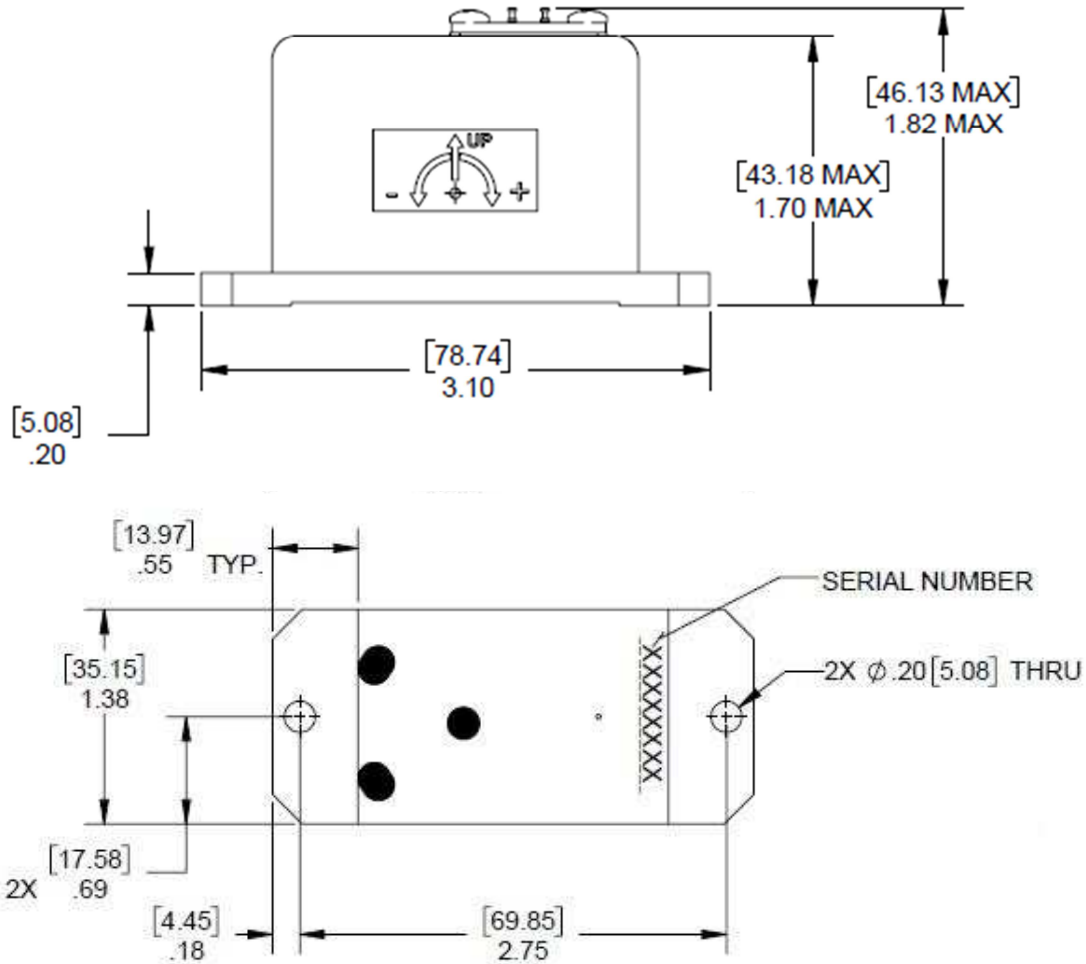 [46.13 MAX]
1.82 MAX
[43.18 MAX]
1.70 MAX
UP
- +
[78.74]
3.10
[5.08]
.20
[13.97]
.55 TYP.
SERIAL NUMBER
[35.15]
1.38
2X ⌀.20[5.08] THRU
XXXXXXXX
[17.58]
2X .69
[4.45]
.18
[69.85]
2.75